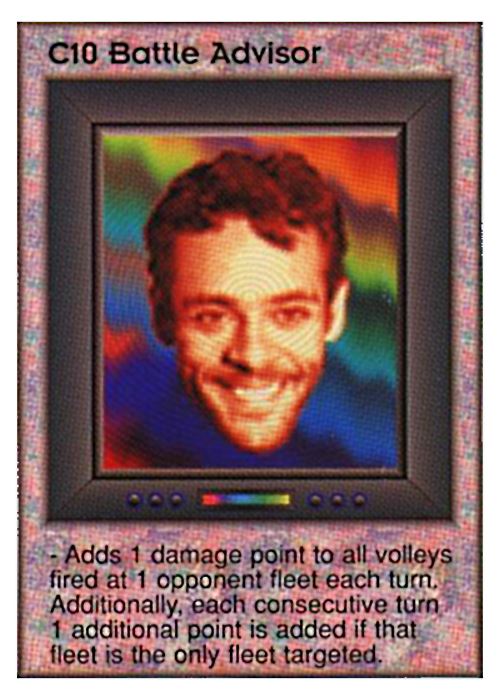 C10 Battle Advisor
- Adds 1 damage point to all volleys
fired at 1 opponent fleet each turn.
Additionally, each consecutive turn
1 additional point is added if that
fleet is the only fleet targeted.